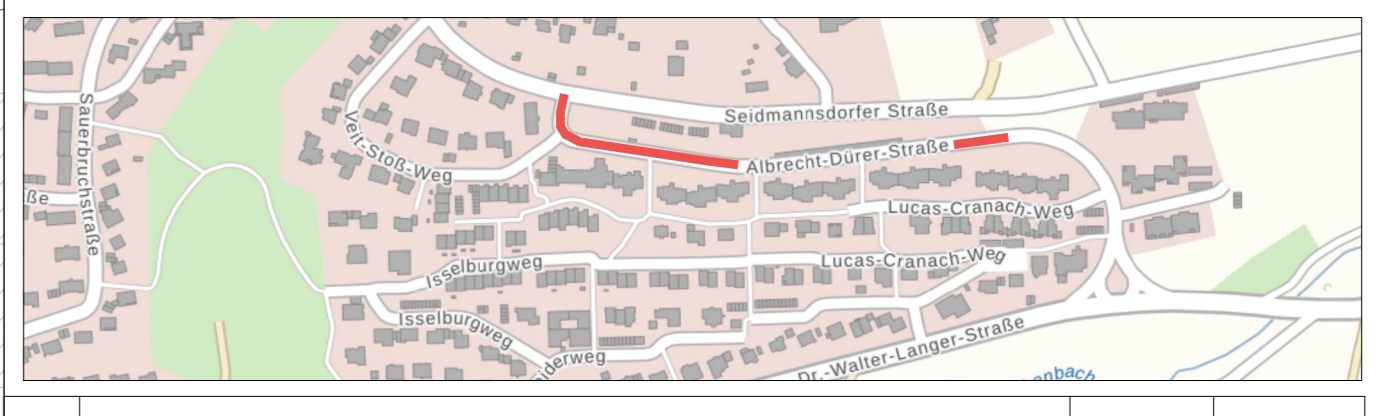 Seidmannsdorfer Straße
Sauerbruchstraße
Veit-Stoß-Weg
Albrecht-Dürer-Straße
ße
Lucas-Cranach-Weg
Lucas-Cranach-Weg
Isselburgweg
Isselburgweg
iderweg
Dr.-Walter-Langer-Straße
enbach